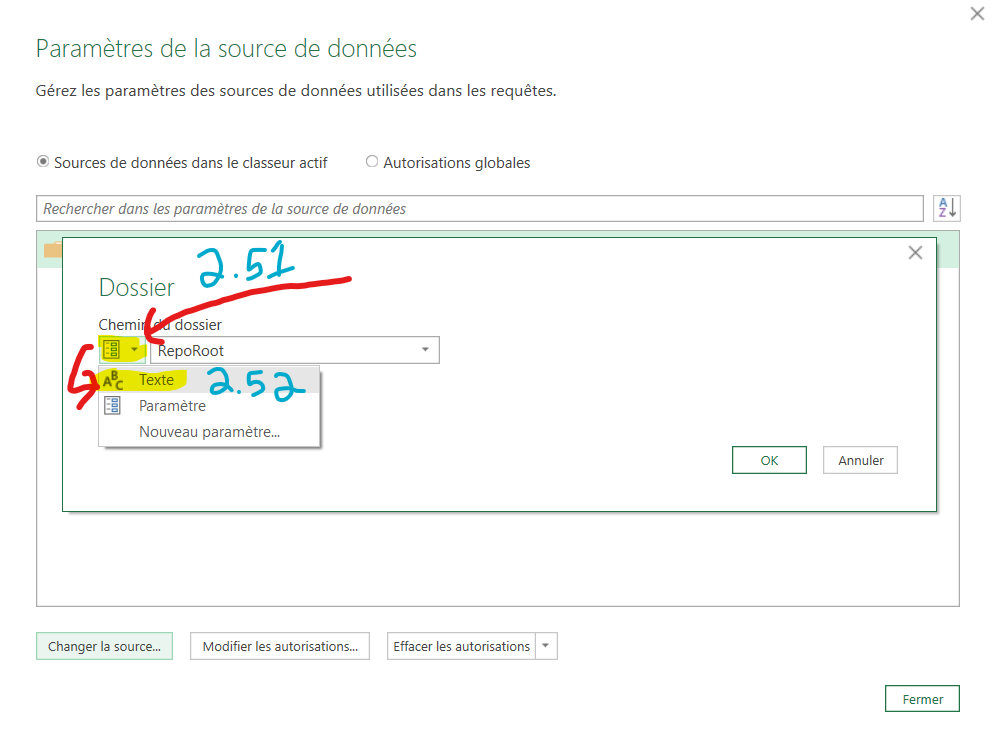 Paramètres de la source de données
Gérez les paramètres des sources de données utilisées dans les requêtes.
Sources de données dans le classeur actif
Autorisations globales
Rechercher dans les paramètres de la source de données
AZ
2.51
Dossier
Chemin du dossier
RepoRoot
ABC Texte
2.52
Paramètre
Nouveau paramètre...
OK
Annuler
Changer la source...
Modifier les autorisations...
Effacer les autorisations
Fermer